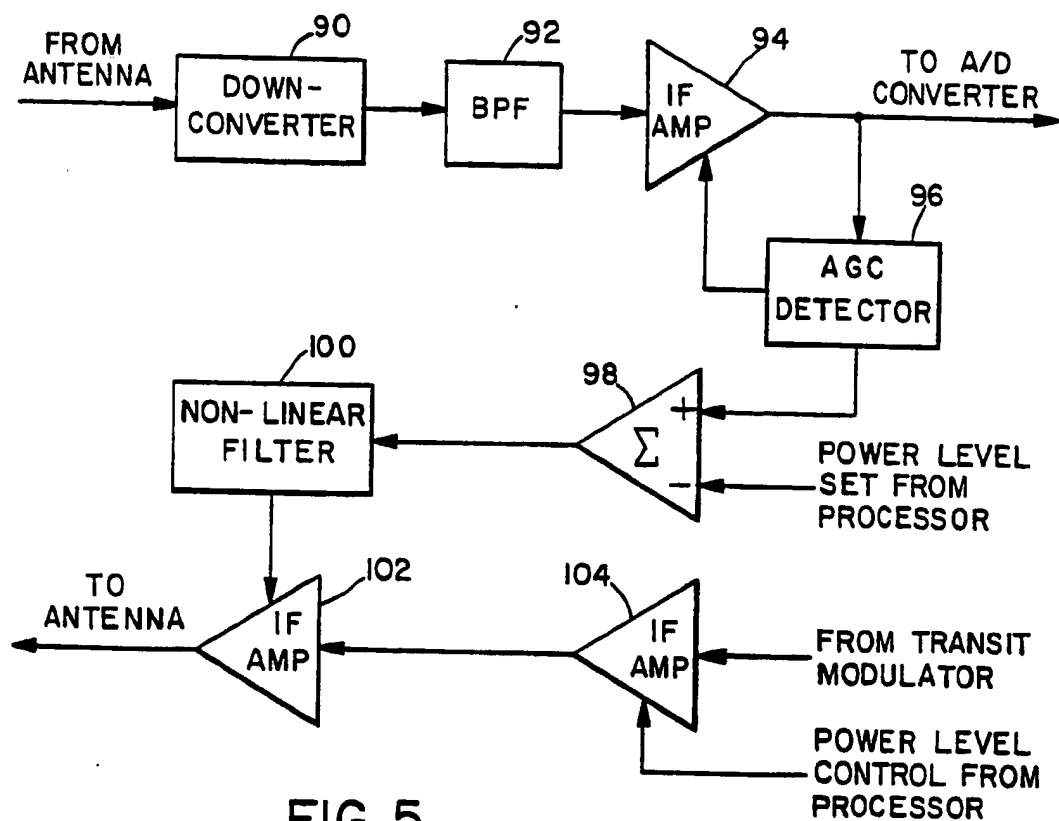 FROM
ANTENNA
90
DOWN-
CONVERTER
92
BPF
94
IF
AMP
TO A/D
CONVERTER
96
AGC
DETECTOR
100
NON-LINEAR
FILTER
98
Σ
+
-
POWER LEVEL
SET FROM
PROCESSOR
TO
ANTENNA
102
IF
AMP
104
IF
AMP
FROM TRANSIT
MODULATOR
POWER LEVEL
CONTROL FROM
PROCESSOR
FIG. 5